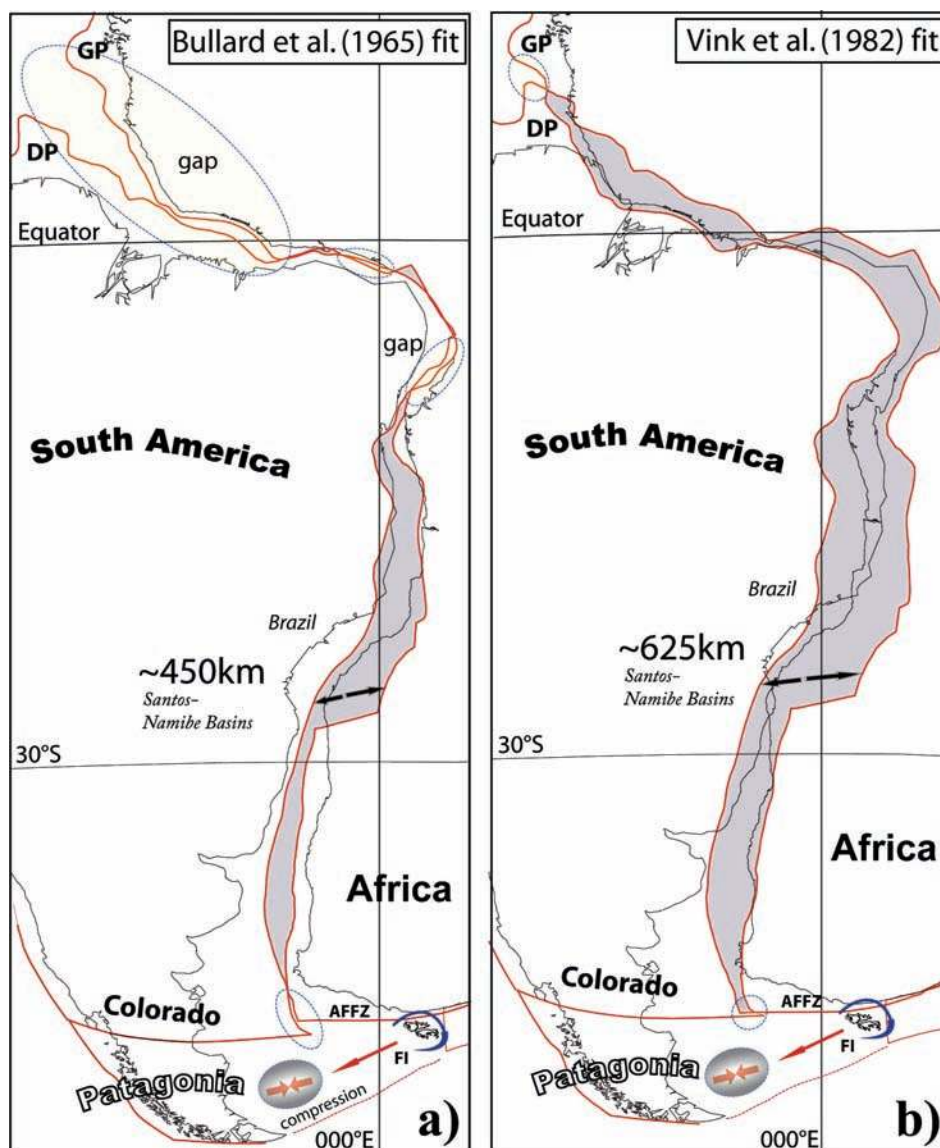 Bullard et al. (1965) fit
GP
DP
gap
Equator
gap
South America
Brazil
~450km
Santos-
Namibe Basins
30°S
Africa
Colorado
AFFZ
FI
Patagonia
compression
000°E
a)
Vink et al. (1982) fit
GP
DP
Equator
South America
Brazil
~625km
Santos-
Namibe Basins
30°S
Africa
Colorado
AFFZ
FI
Patagonia
compression
000°E
b)